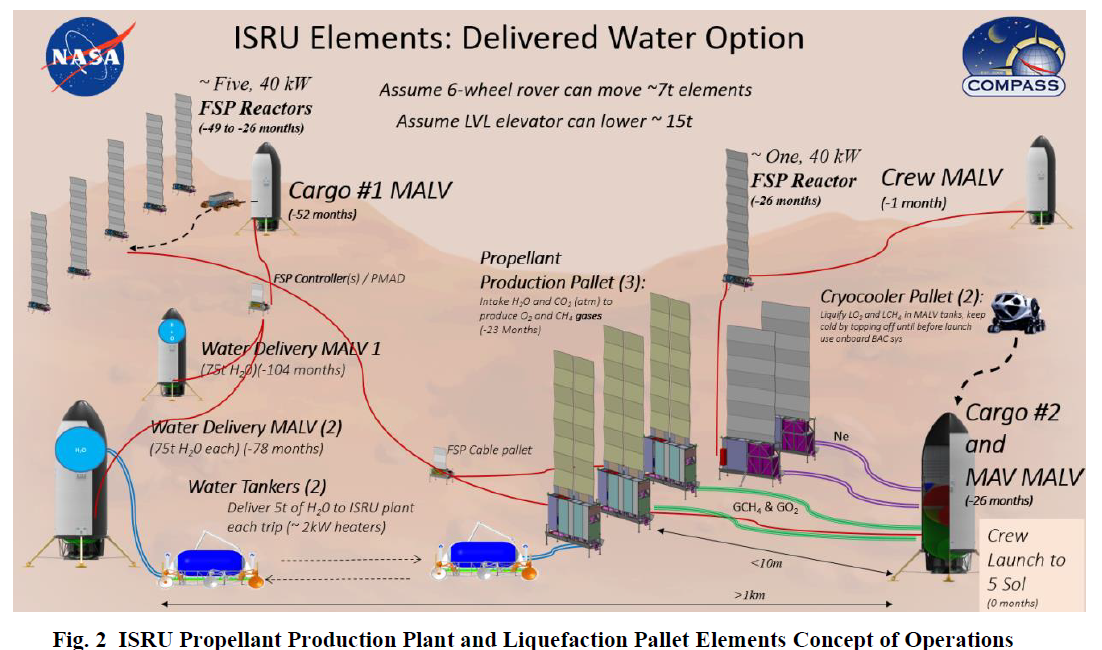 ISRU Elements: Delivered Water Option
NASA
COMPASS
~ Five, 40 kW
FSP Reactors
(-49 to -26 months)
Assume 6-wheel rover can move ~7t elements
Assume LVL elevator can lower ~ 15t
Cargo #1 MALV
(-52 months)
~ One, 40 kW
FSP Reactor
(-26 months)
Crew MALV
(-1 month)
FSP Controller(s) / PMAD
Propellant
Production Pallet (3):
Intake H₂O and CO₂ (atm) to
produce O₂ and CH₄ gases
(-23 Months)
Cryocooler Pallet (2):
Liquify LO₂ and LCH₄ in MALV tanks, keep
cold by topping off until before launch
use onboard BAC sys
Water Delivery MALV 1
(75t H₂0)(-104 months)
Water Delivery MALV (2)
(75t H₂0 each) (-78 months)
H₂O
FSP Cable pallet
Ne
Cargo #2
and
MAV MALV
(-26 months)
Water Tankers (2)
Deliver 5t of H₂O to ISRU plant
each trip (~ 2kW heaters)
GCH₄ & GO₂
<10m
>1km
Crew
Launch to
5 Sol
(0 months)
Fig. 2 ISRU Propellant Production Plant and Liquefaction Pallet Elements Concept of Operations